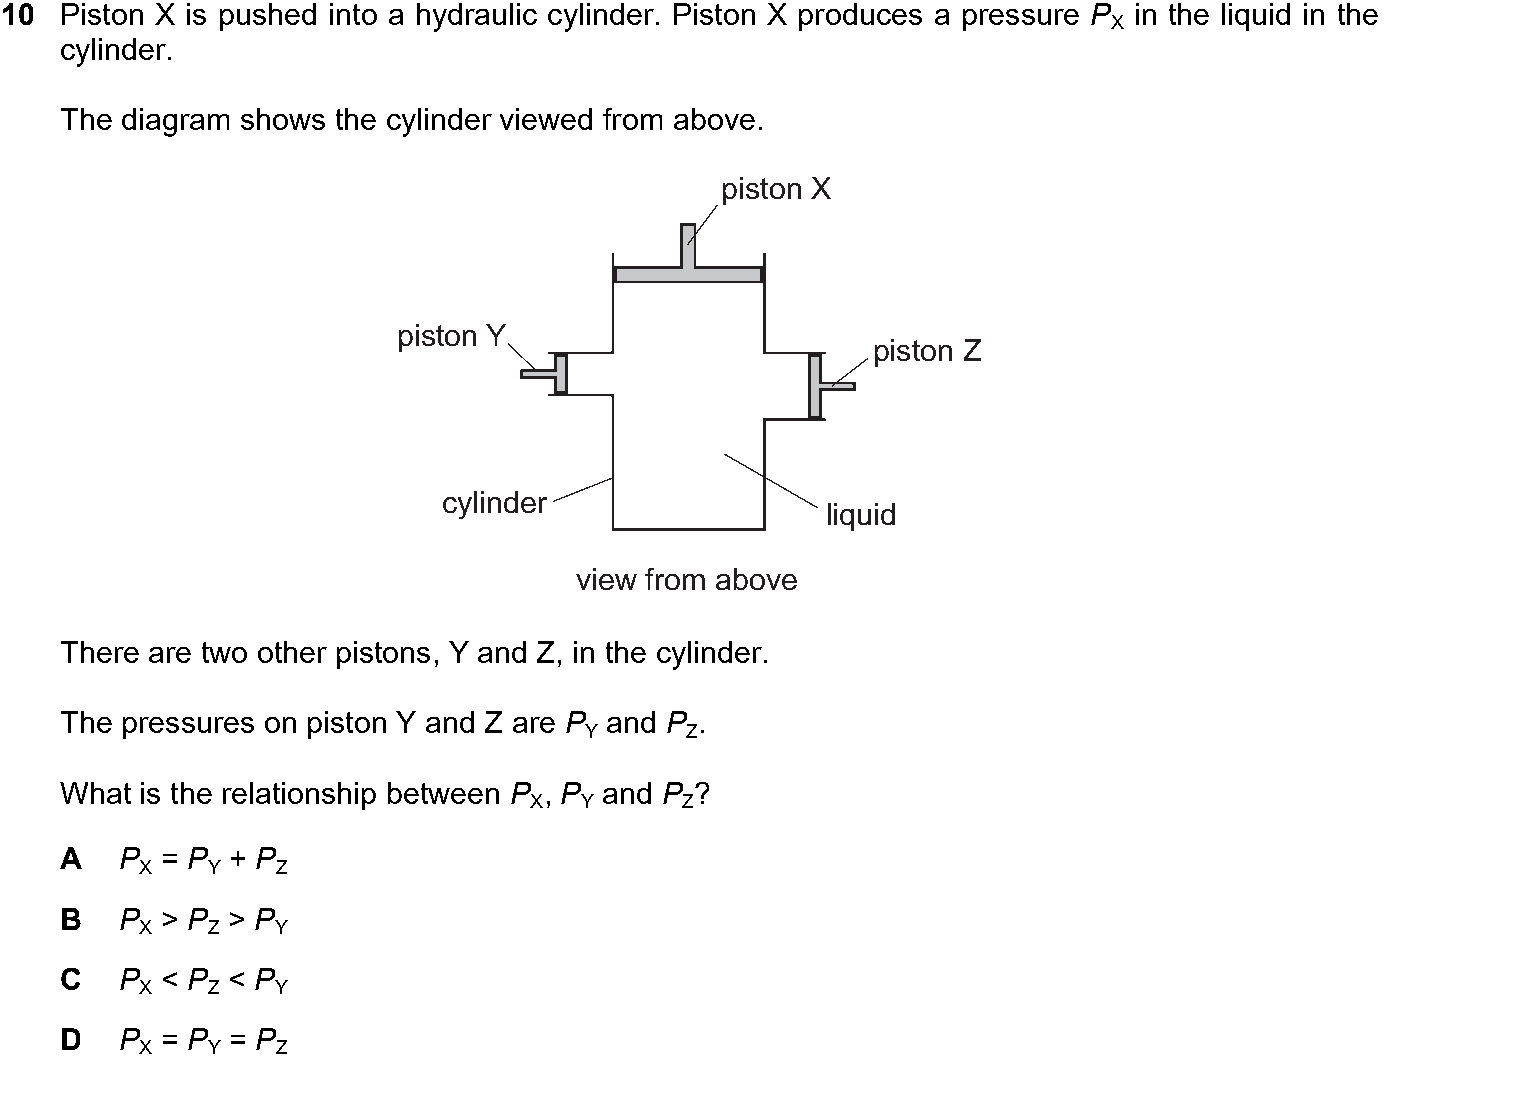 10 Piston X is pushed into a hydraulic cylinder. Piston X produces a pressure PX in the liquid in the
cylinder.
The diagram shows the cylinder viewed from above.
piston X
piston Y
piston Z
cylinder
liquid
view from above
There are two other pistons, Y and Z, in the cylinder.
The pressures on piston Y and Z are PY and PZ.
What is the relationship between PX, PY and PZ?
A PX = PY + PZ
B PX > PZ > PY
C PX < PZ < PY
D PX = PY = PZ